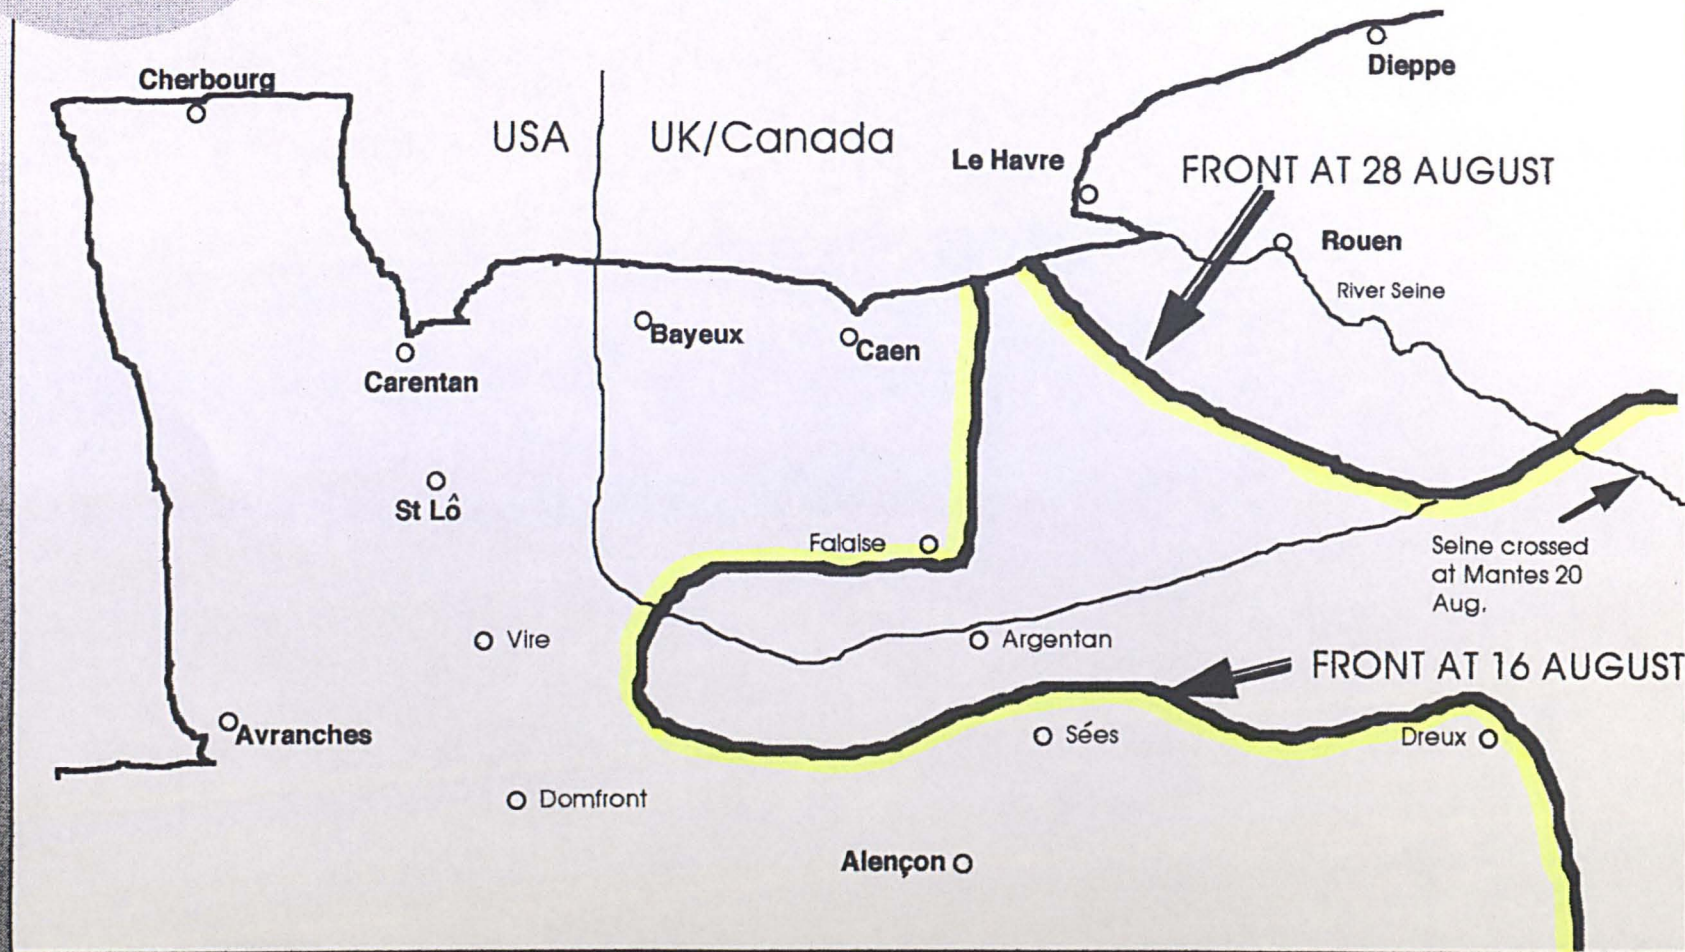 Dieppe
Cherbourg
USA
UK/Canada
Le Havre
FRONT AT 28 AUGUST
Rouen
River Seine
Bayeux
Caen
Carentan
St Lô
Falaise
Seine crossed
at Mantes 20
Aug.
Vire
Argentan
FRONT AT 16 AUGUST
Avranches
Sées
Dreux
Domfront
Alençon